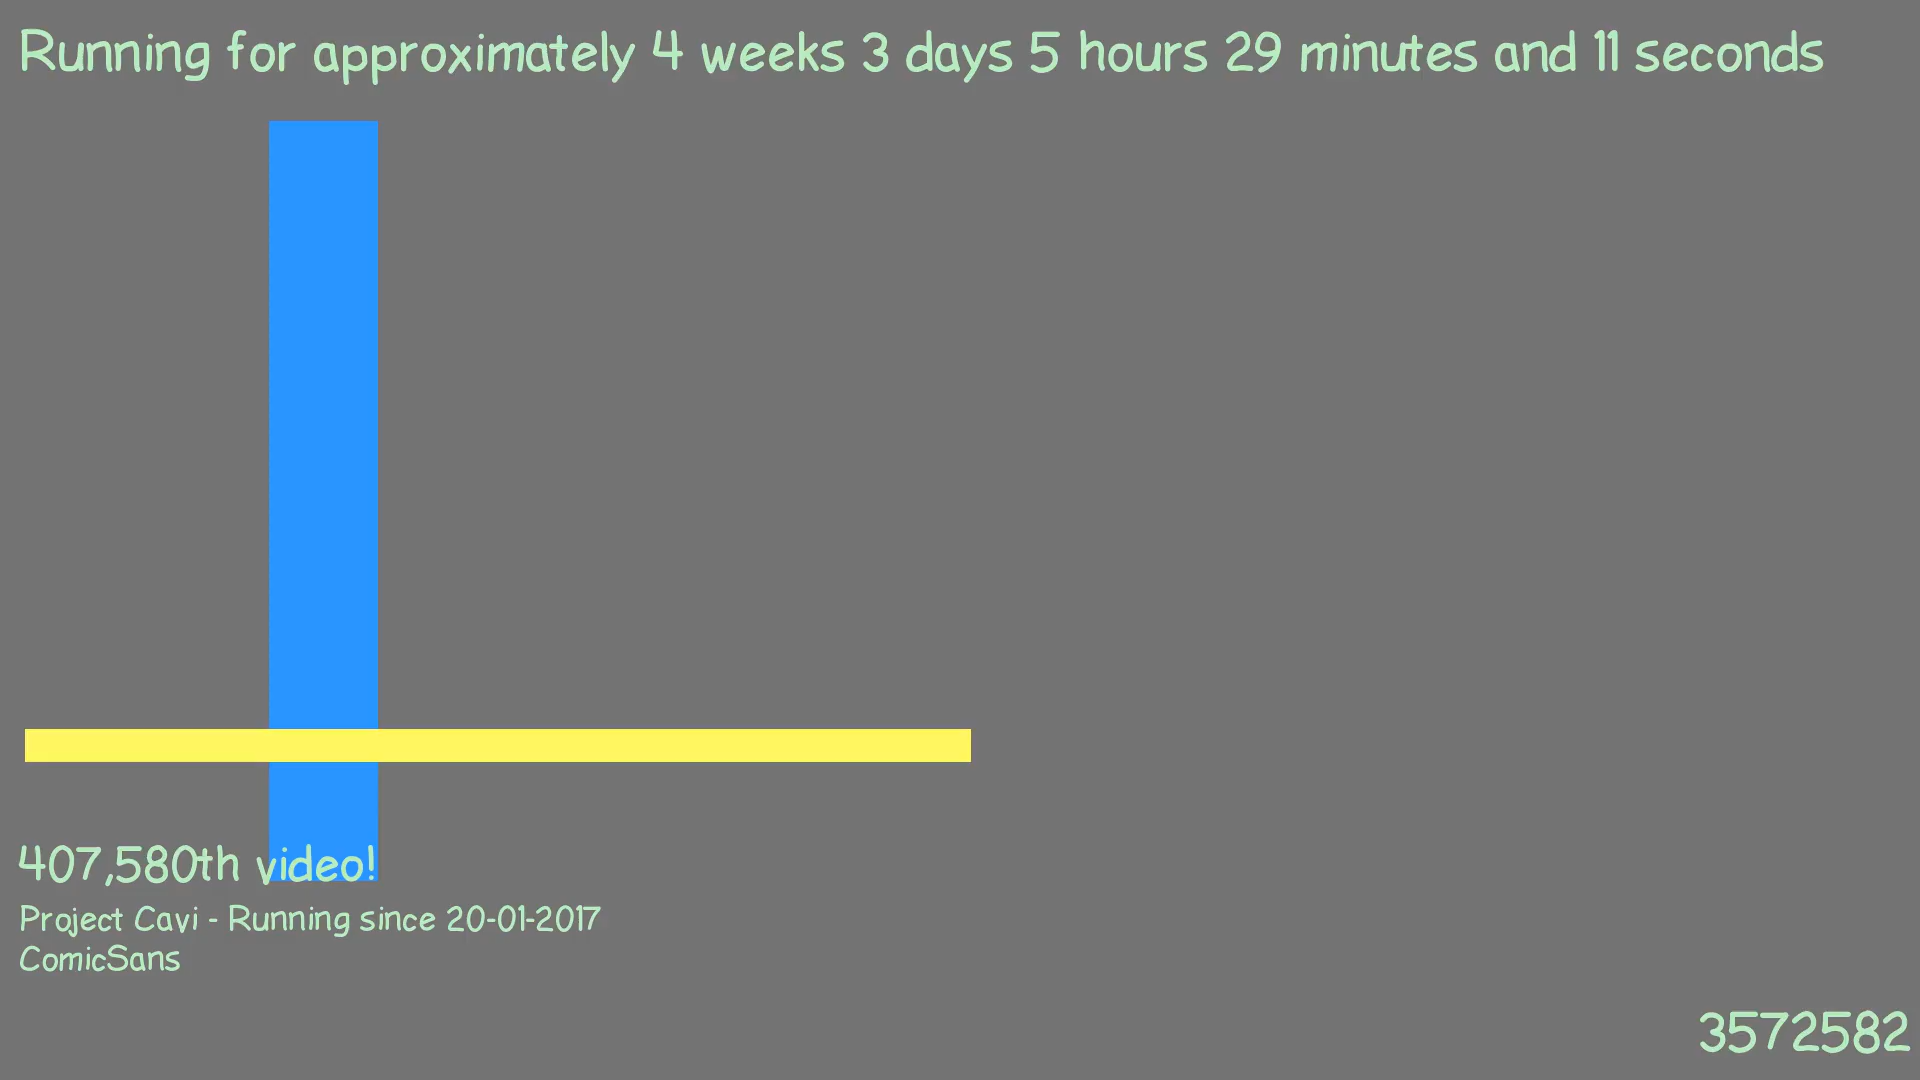 Running for approximately 4 weeks 3 days 5 hours 29 minutes and 11 seconds
407,580th video!
Project Cavi - Running since 20-01-2017
ComicSans
3572582